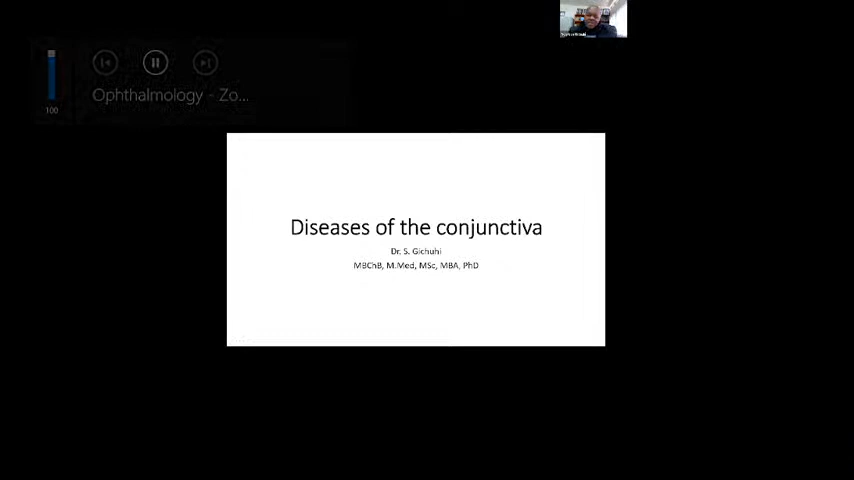 100
Ophthalmology - Zo...
Diseases of the conjunctiva
Dr. S. Gichuhi
MBChB, M.Med, MSc, MBA, PhD